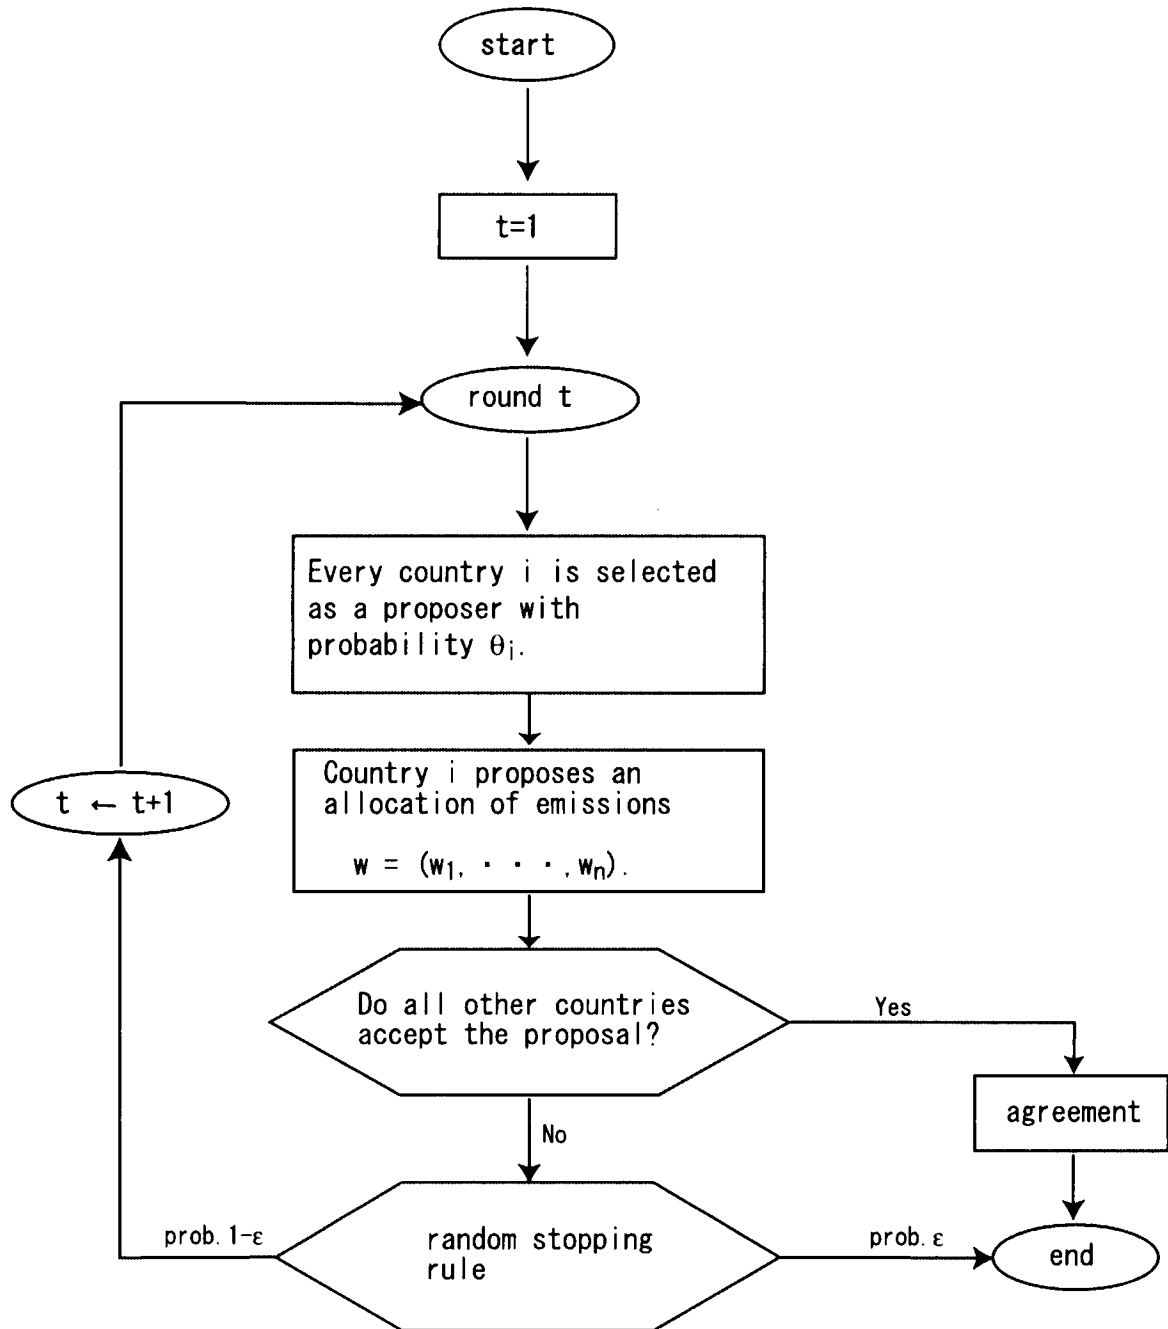 start
t=1
round t
Every country i is selected
as a proposer with
probability θi.
Country i proposes an
allocation of emissions
w = (w1, · · · , wn).
t ← t+1
Do all other countries
accept the proposal?
Yes
agreement
No
prob. 1-ε
random stopping
rule
prob. ε
end